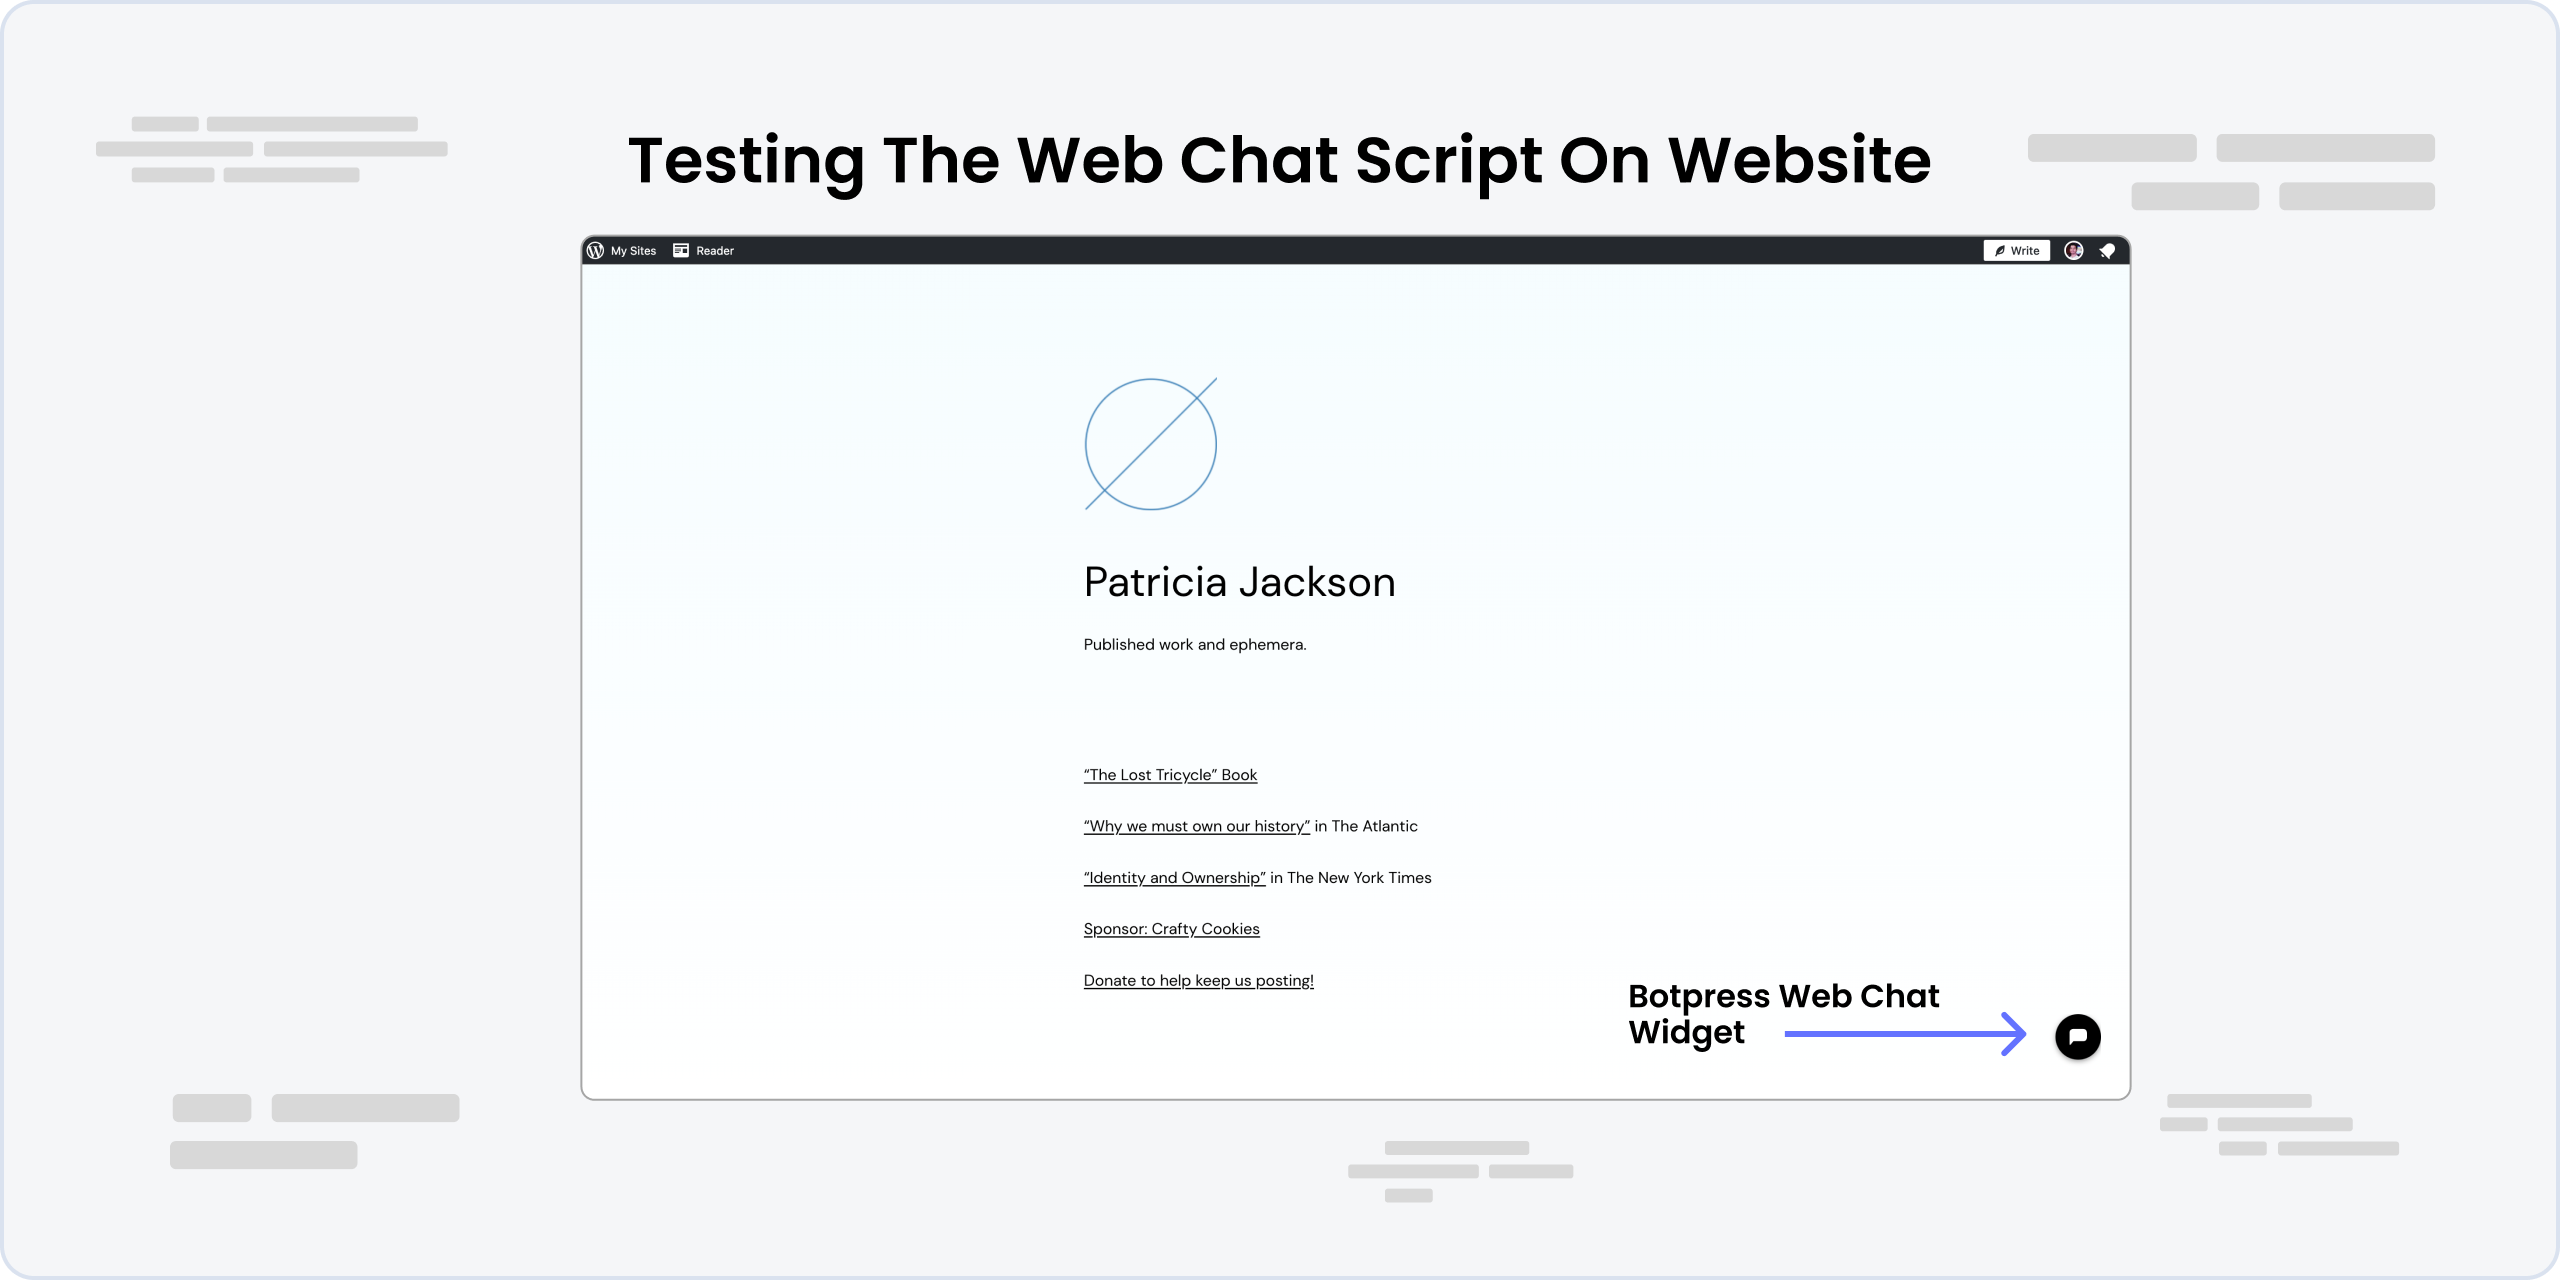 Testing The Web Chat Script On Website
My Sites Reader Write
Patricia Jackson
Published work and ephemera.
“The Lost Tricycle” Book
“Why we must own our history” in The Atlantic
“Identity and Ownership” in The New York Times
Sponsor: Crafty Cookies
Donate to help keep us posting!
Botpress Web Chat
Widget